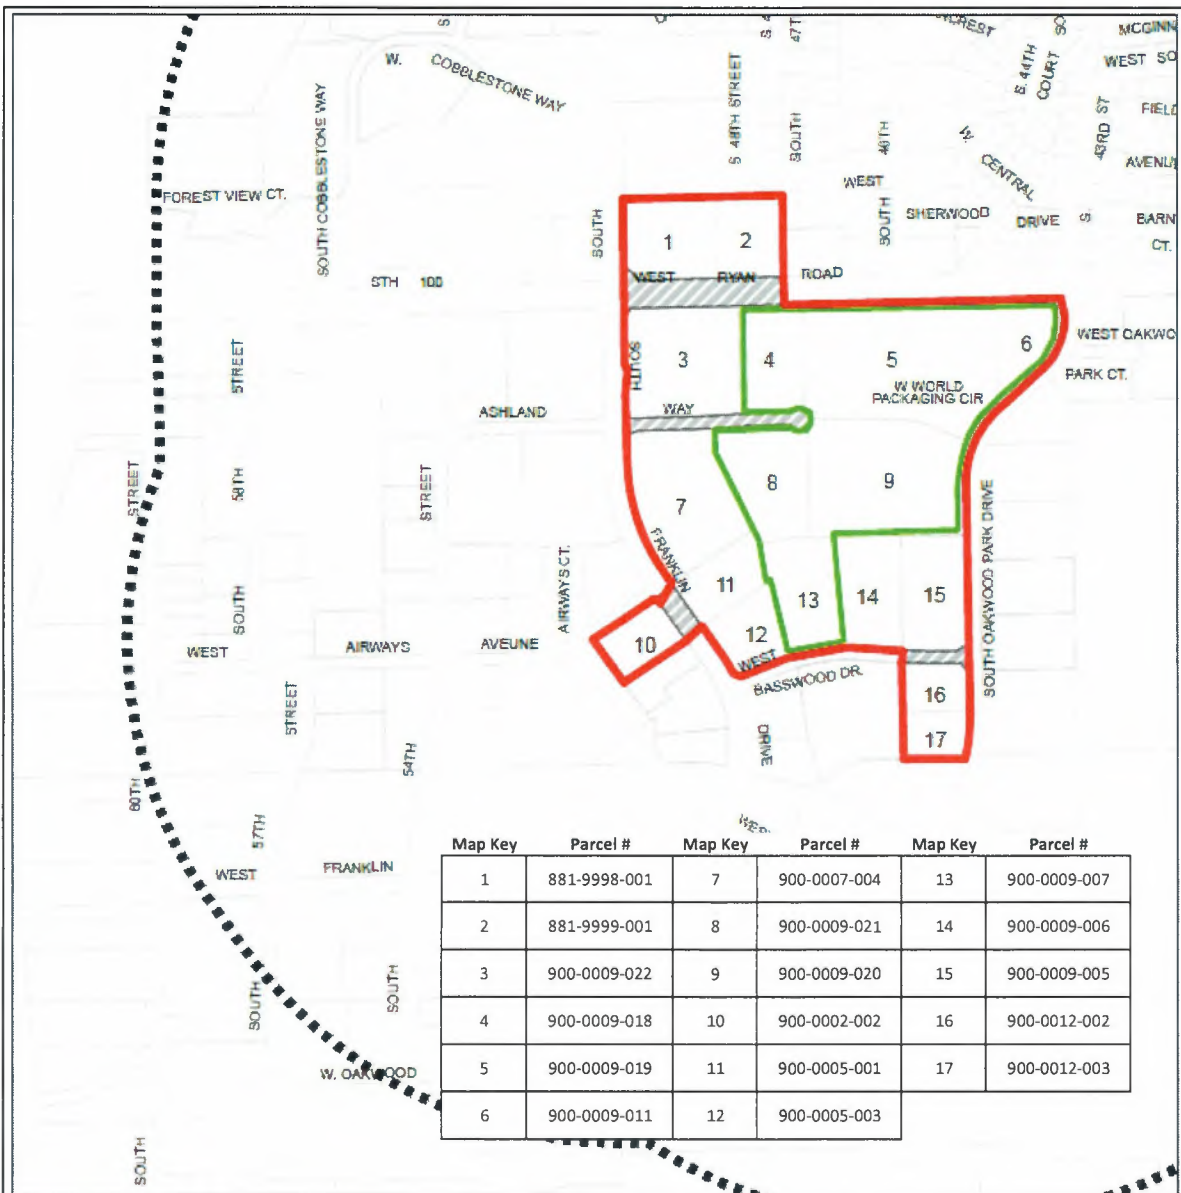 W. COBBLESTONE WAY
SOUTH COBBLESTONE WAY
FOREST VIEW CT.
STH 100
S 48TH STREET
47T
SOUTH
46TH
SOUTH
WEST
SHERWOOD DRIVE
W. CENTRAL
S. 44TH COURT
SO
MCGINN
WEST SO
FIELD
43RD ST
AVENUE
S.
BARN
CT.
SOUTH
1
2
WEST RYAN ROAD
WEST OAKWO
PARK CT.
3
4
5
6
SOUTH
W WORLD
PACKAGING CIR
ASHLAND WAY
STREET
STREET
58TH
STREET
7
8
9
FRANKLIN
AIRWAYS CT.
SOUTH OAKWOOD PARK DRIVE
11
10
12
13
14
15
16
17
SOUTH
WEST AIRWAYS AVEUNE
WEST
BASSWOOD DR.
DRIVE
STREET
54TH
60TH
57TH
WEST FRANKLIN
SOUTH
SOUTH
W. OAKWOOD
SOUTH
Map Key Parcel # Map Key Parcel # Map Key Parcel #
1 881-9998-001 7 900-0007-004 13 900-0009-007
2 881-9999-001 8 900-0009-021 14 900-0009-006
3 900-0009-022 9 900-0009-020 15 900-0009-005
4 900-0009-018 10 900-0002-002 16 900-0012-002
5 900-0009-019 11 900-0005-001 17 900-0012-003
6 900-0009-011 12 900-0005-003